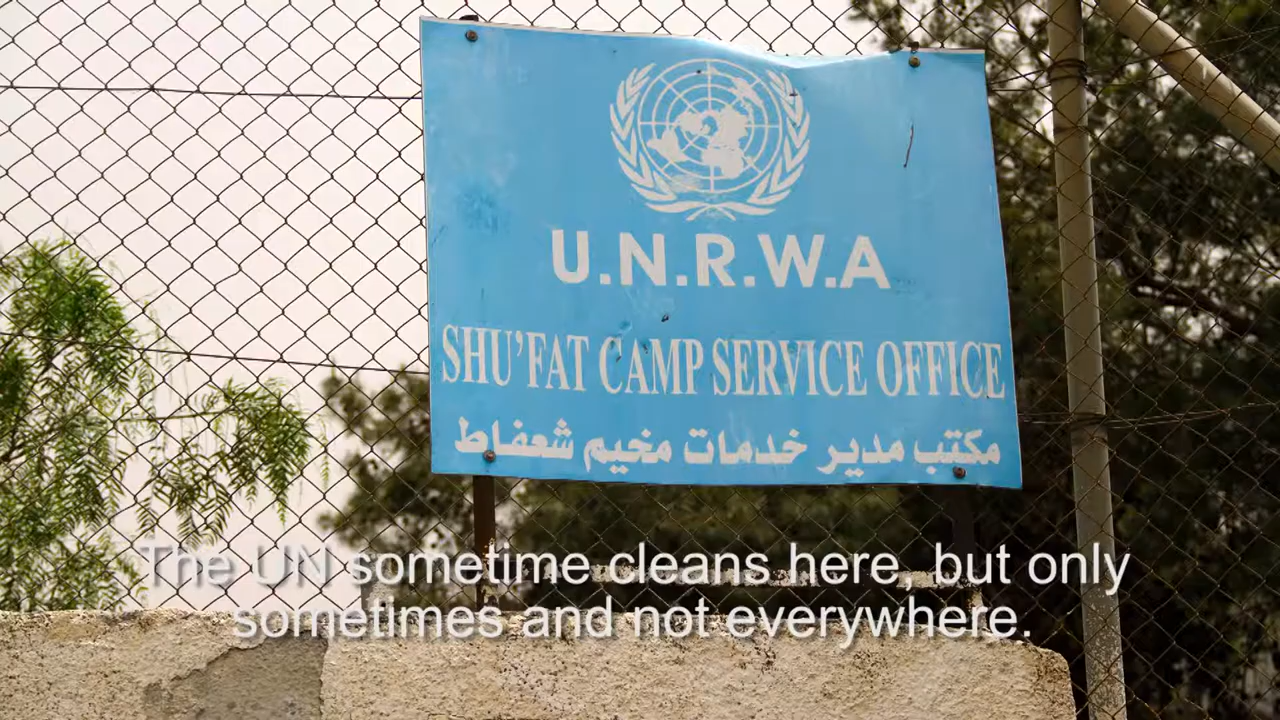 U.N.R.W.A
SHU'FAT CAMP SERVICE OFFICE
مكتب مدير خدمات مخيم شعفاط
The UN sometime cleans here, but only
sometimes and not everywhere.